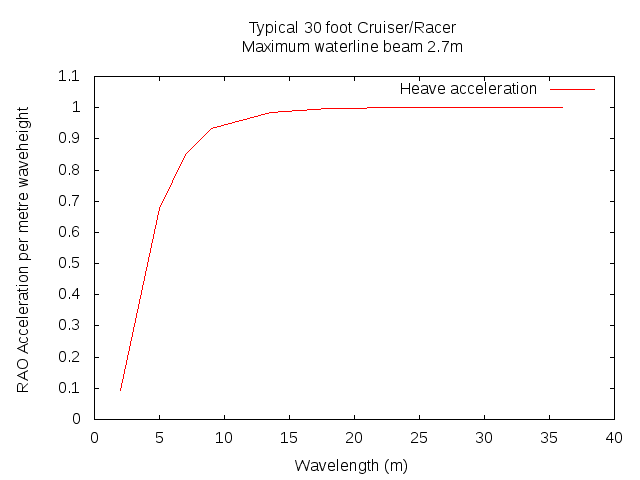 Typical 30 foot Cruiser/Racer
Maximum waterline beam 2.7m
Heave acceleration
RAO Acceleration per metre waveheight
1.1
1
0.9
0.8
0.7
0.6
0.5
0.4
0.3
0.2
0.1
0
0 5 10 15 20 25 30 35 40
Wavelength (m)